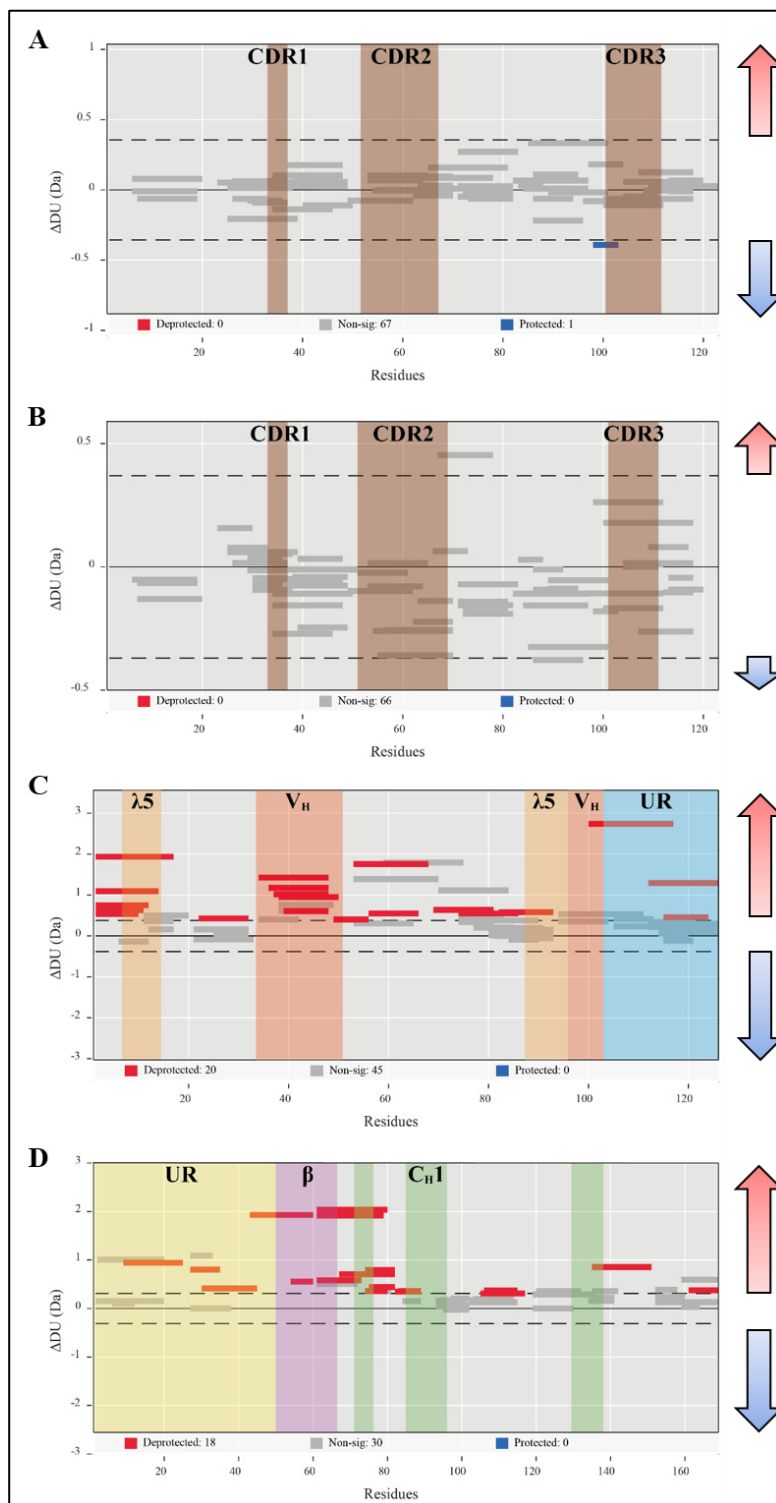 A
CDR1 CDR2 CDR3
1
0.5
0
-0.5
-1
ΔDU (Da)
Deprotected: 0 Non-sig: 67 Protected: 1
20 40 60 80 100 120
Residues
B
CDR1 CDR2 CDR3
0.5
0
-0.5
ΔDU (Da)
Deprotected: 0 Non-sig: 66 Protected: 0
20 40 60 80 100 120
Residues
C
λ5 VH λ5 VH UR
3
2
1
0
-1
-2
-3
ΔDU (Da)
Deprotected: 20 Non-sig: 45 Protected: 0
20 40 60 80 100 120
Residues
D
UR β CH1
3
2
1
0
-1
-2
-3
ΔDU (Da)
Deprotected: 18 Non-sig: 30 Protected: 0
20 40 60 80 100 120 140 160
Residues